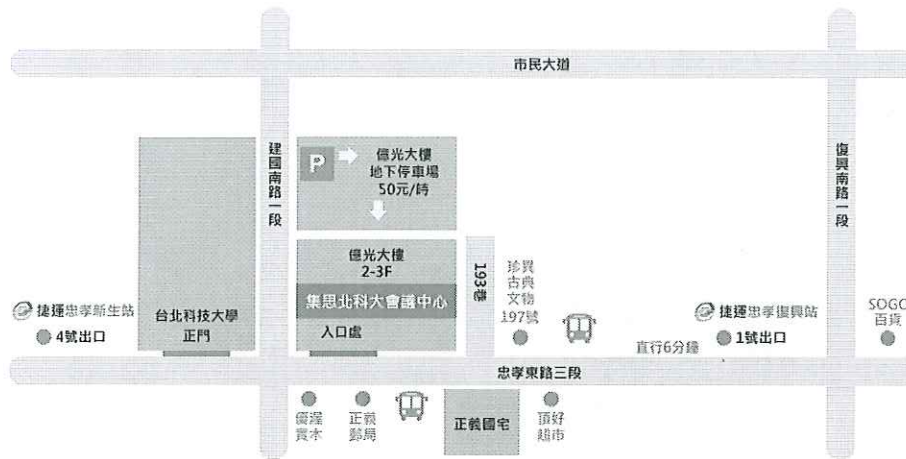 市民大道
建國南路一段
復興南路一段
P
億光大樓
地下停車場
50元/時
億光大樓
2-3F
集思北科大會議中心
入口處
193巷
珍異
古典
文物
197號
捷運忠孝新生站
4號出口
台北科技大學
正門
捷運忠孝復興站
1號出口
直行6分鐘
SOGO
百貨
忠孝東路三段
優渥
實木
正義
郵局
正義國宅
頂好
超市